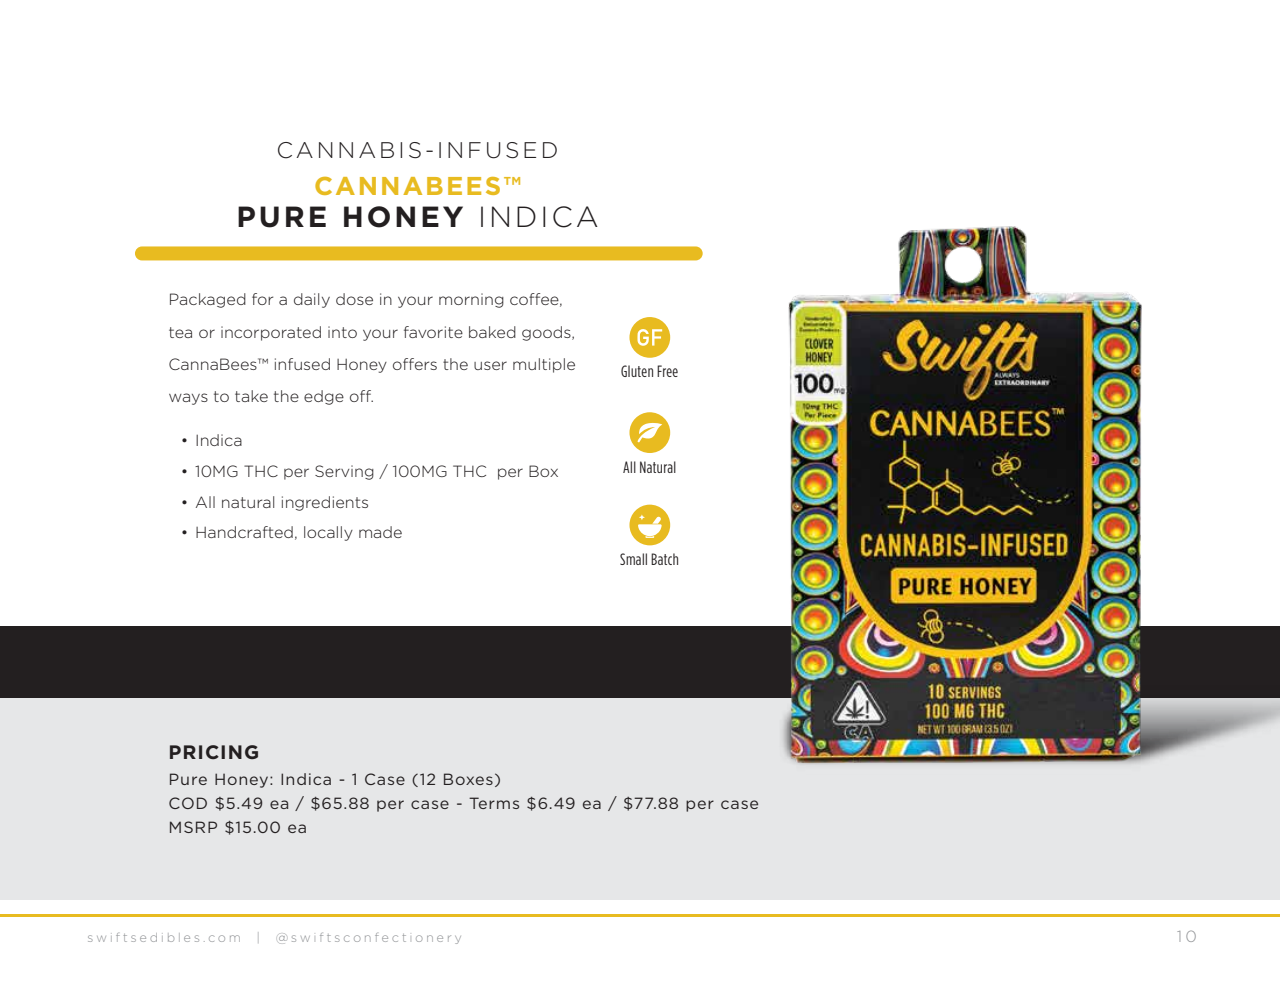 CANNABIS-INFUSED
CANNABEES™
PURE HONEY INDICA
Packaged for a daily dose in your morning coffee,
tea or incorporated into your favorite baked goods,
CannaBees™ infused Honey offers the user multiple
ways to take the edge off.
• Indica
• 10MG THC per Serving / 100MG THC per Box
• All natural ingredients
• Handcrafted, locally made
GF
Gluten Free
All Natural
Small Batch
CLOVER
HONEY
100mg
10mg THC
Per Piece
Swifts
ALWAYS
EXTRAORDINARY
CANNABEES™
CANNABIS-INFUSED
PURE HONEY
10 SERVINGS
100 MG THC
NET WT 100 GRAM (3.5 OZ)
CA
PRICING
Pure Honey: Indica - 1 Case (12 Boxes)
COD $5.49 ea / $65.88 per case - Terms $6.49 ea / $77.88 per case
MSRP $15.00 ea
swiftsedibles.com | @swiftsconfectionery
10